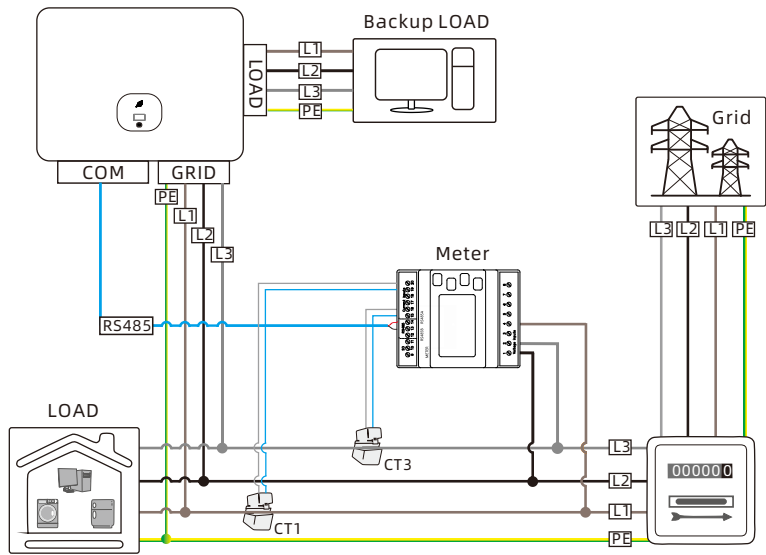 Backup LOAD
L1
L2
L3
PE
LOAD
Grid
COM
GRID
PE
L1
L2
L3
L3
L2
L1
PE
Meter
RS485
LOAD
CT3
CT1
L3
L2
L1
PE
000000